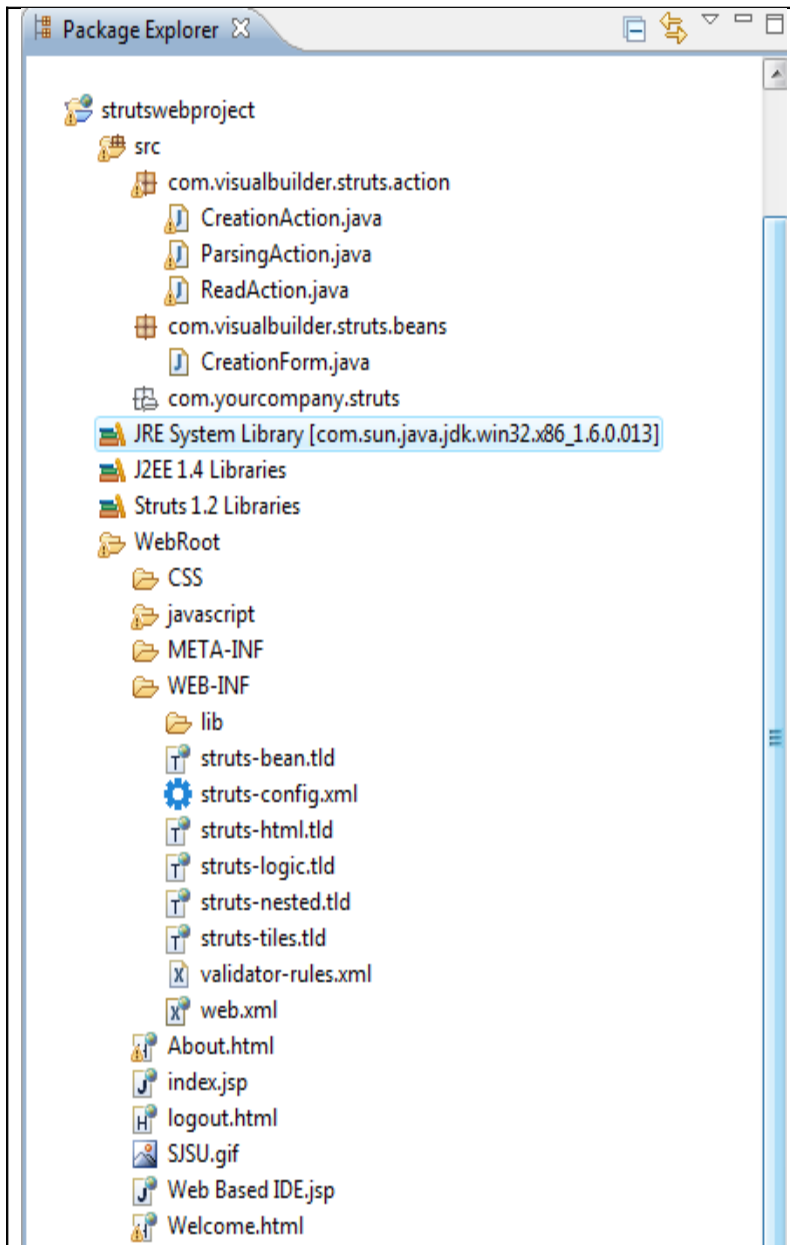 Package Explorer
strutswebproject
src
com.visualbuilder.struts.action
CreationAction.java
ParsingAction.java
ReadAction.java
com.visualbuilder.struts.beans
CreationForm.java
com.yourcompany.struts
JRE System Library [com.sun.java.jdk.win32.x86_1.6.0.013]
J2EE 1.4 Libraries
Struts 1.2 Libraries
WebRoot
CSS
javascript
META-INF
WEB-INF
lib
struts-bean.tld
struts-config.xml
struts-html.tld
struts-logic.tld
struts-nested.tld
struts-tiles.tld
validator-rules.xml
web.xml
About.html
index.jsp
logout.html
SJSU.gif
Web Based IDE.jsp
Welcome.html